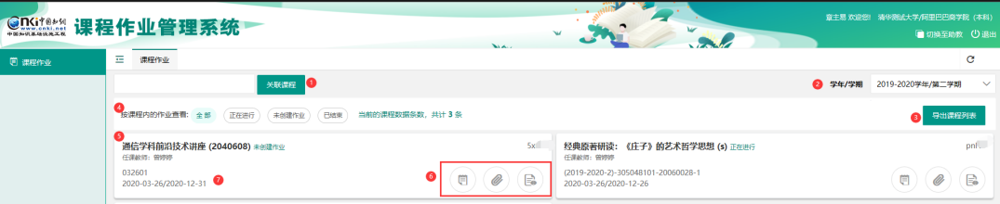 cnki 中国知网
www.cnki.net
中国知识基础设施工程
课程作业管理系统
章主易 欢迎您! 清华测试大学/阿里巴巴商学院 (本科)
切换至助教 退出
课程作业
课程作业
关联课程 1
2 学年/学期 2019-2020学年/第二学期
4
按课程内的作业查看: 全部 正在进行 未创建作业 已结束 当前的课程数据条数, 共计 3 条
3 导出课程列表
5
通信学科前沿技术讲座 (2040608) 未创建作业 5x
任课教师: 曾婷婷
032601
2020-03-26/2020-12-31 7
6
经典原著研读: 《庄子》的艺术哲学思想 (s) 正在进行 pnf
任课教师: 曾婷婷
(2019-2020-2)-305048101-20060028-1
2020-03-26/2020-12-26